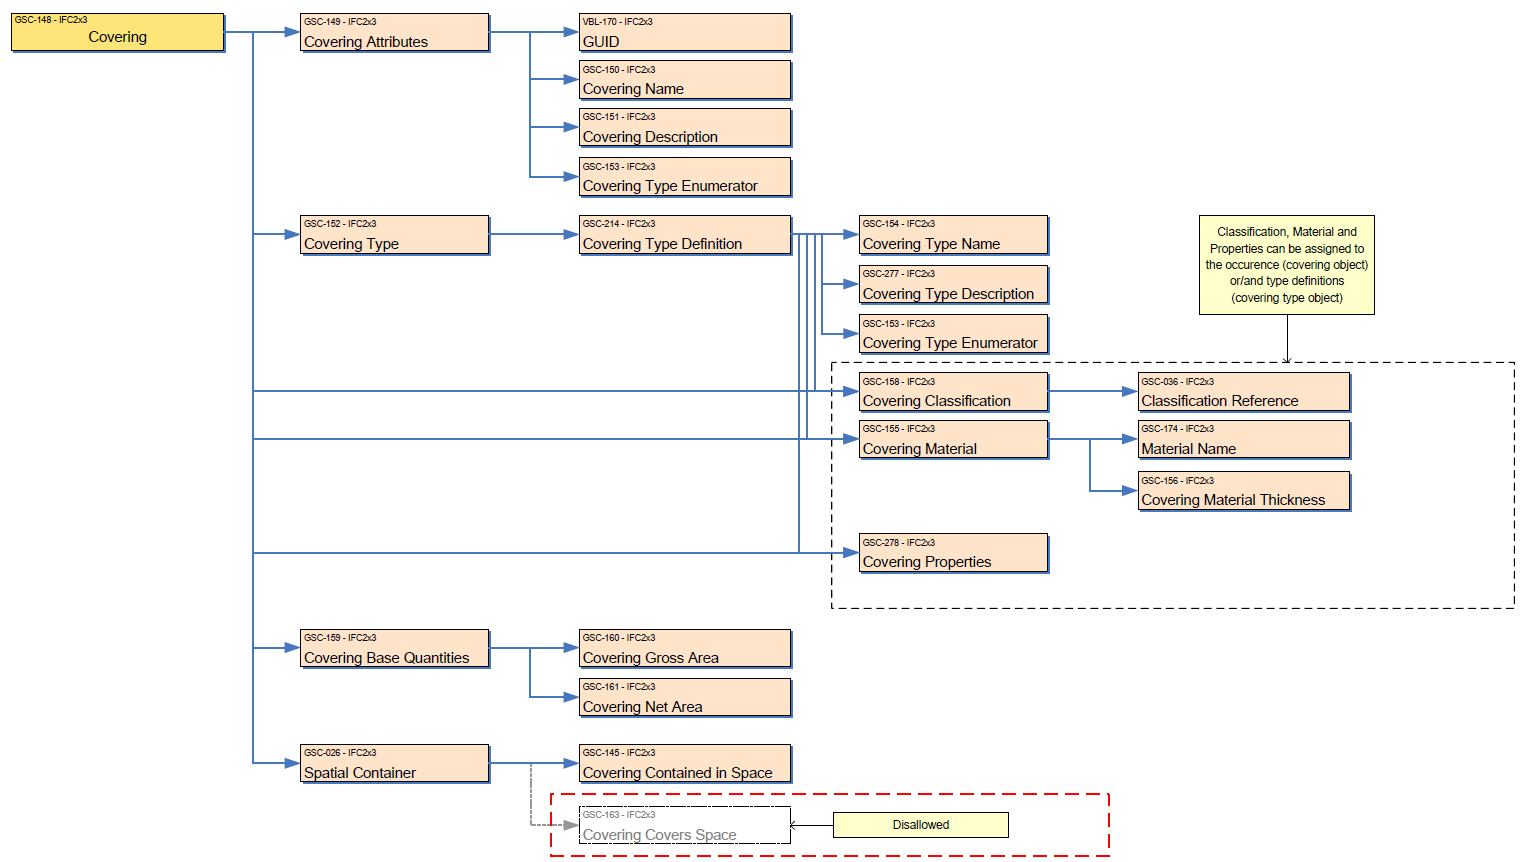 GSC-148 - IFC2x3
Covering
GSC-149 - IFC2x3
Covering Attributes
VBL-170 - IFC2x3
GUID
GSC-150 - IFC2x3
Covering Name
GSC-151 - IFC2x3
Covering Description
GSC-153 - IFC2x3
Covering Type Enumerator
GSC-152 - IFC2x3
Covering Type
GSC-214 - IFC2x3
Covering Type Definition
GSC-154 - IFC2x3
Covering Type Name
GSC-277 - IFC2x3
Covering Type Description
GSC-153 - IFC2x3
Covering Type Enumerator
Classification, Material and
Properties can be assigned to
the occurence (covering object)
or/and type definitions
(covering type object)
GSC-158 - IFC2x3
Covering Classification
GSC-036 - IFC2x3
Classification Reference
GSC-155 - IFC2x3
Covering Material
GSC-174 - IFC2x3
Material Name
GSC-156 - IFC2x3
Covering Material Thickness
GSC-278 - IFC2x3
Covering Properties
GSC-159 - IFC2x3
Covering Base Quantities
GSC-160 - IFC2x3
Covering Gross Area
GSC-161 - IFC2x3
Covering Net Area
GSC-026 - IFC2x3
Spatial Container
GSC-145 - IFC2x3
Covering Contained in Space
GSC-163 - IFC2x3
Covering Covers Space
Disallowed